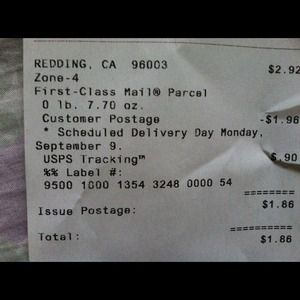 REDDING, CA 96003 $2.92
Zone-4
First-Class Mail® Parcel
0 lb. 7.70 oz.
Customer Postage -$1.96
* Scheduled Delivery Day Monday,
September 9.
USPS Tracking™ $.90
%% Label #:
9500 1000 1354 3248 0000 54
========
Issue Postage: $1.86
==========
Total: $1.86